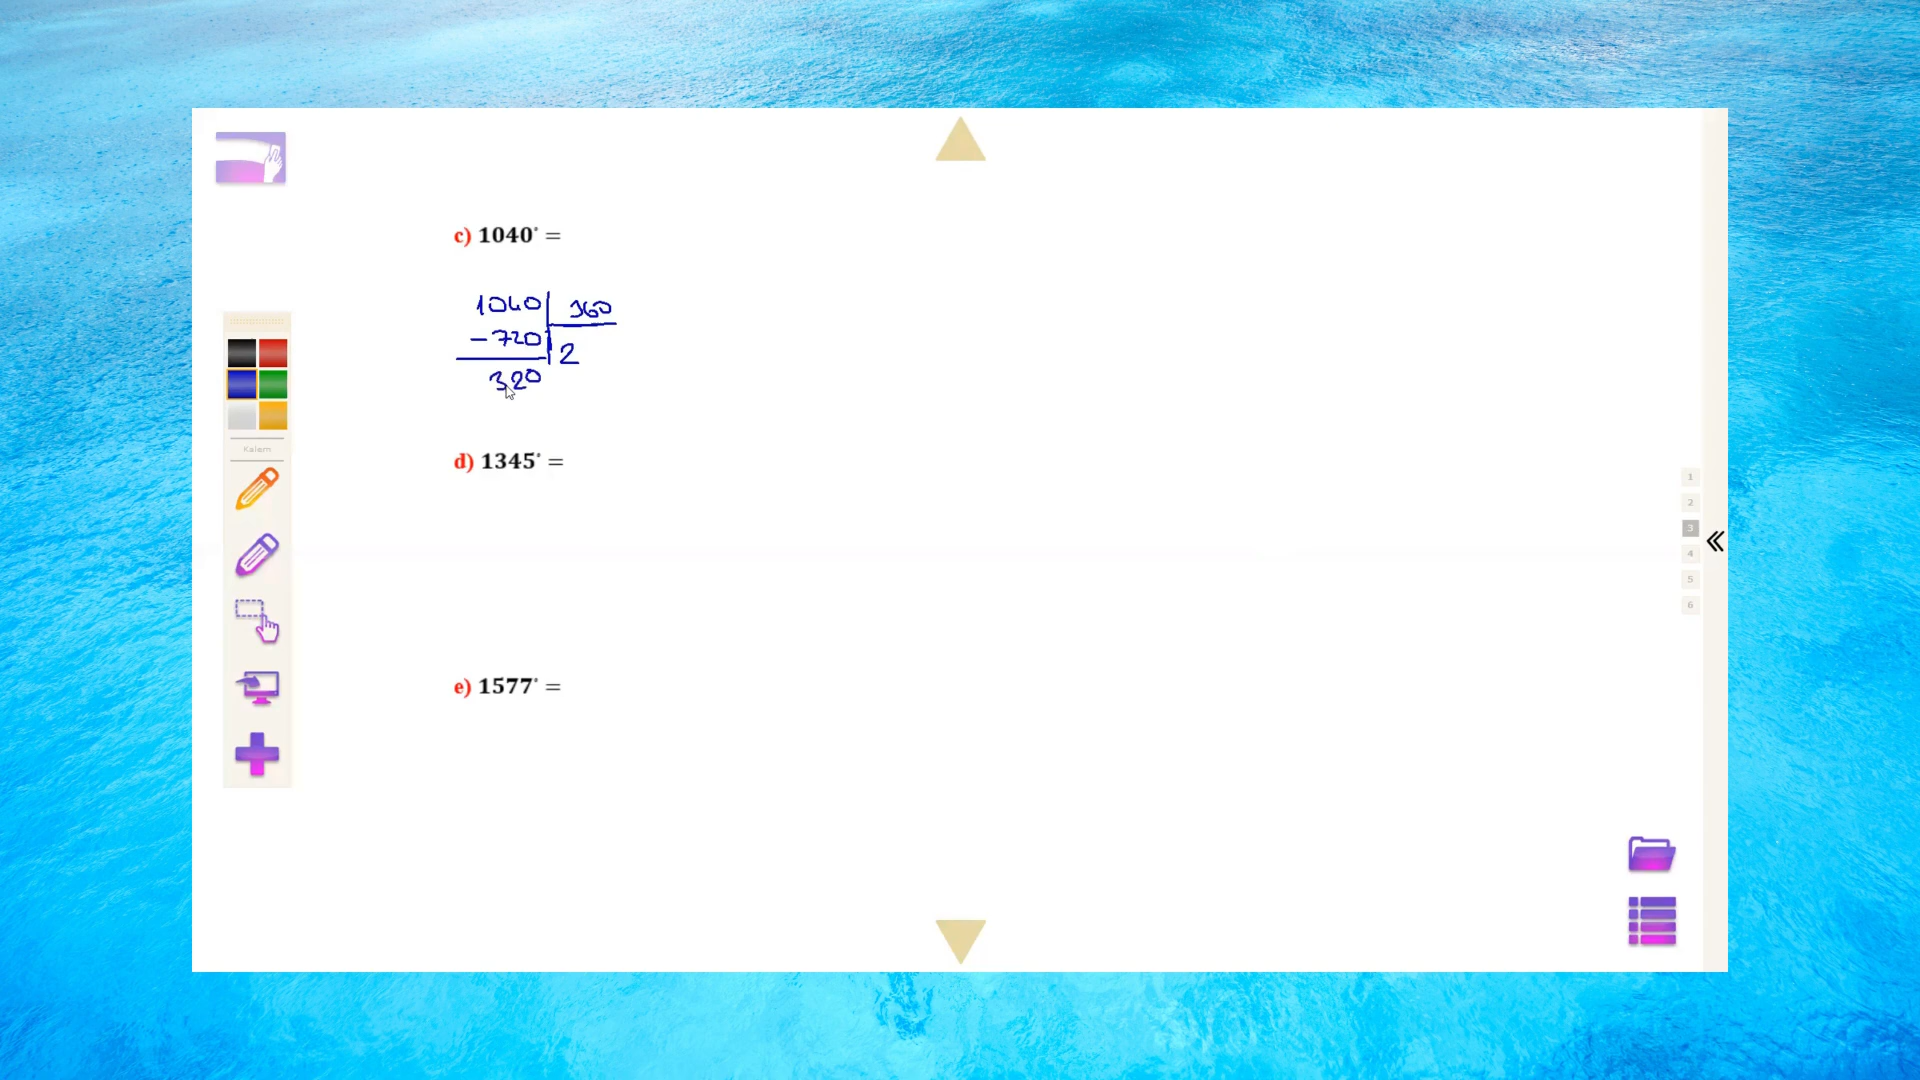 c) 1040° =
1040 360
-720 2
320
Kalem
d) 1345° =
1
2
3
4
5
6
e) 1577° =